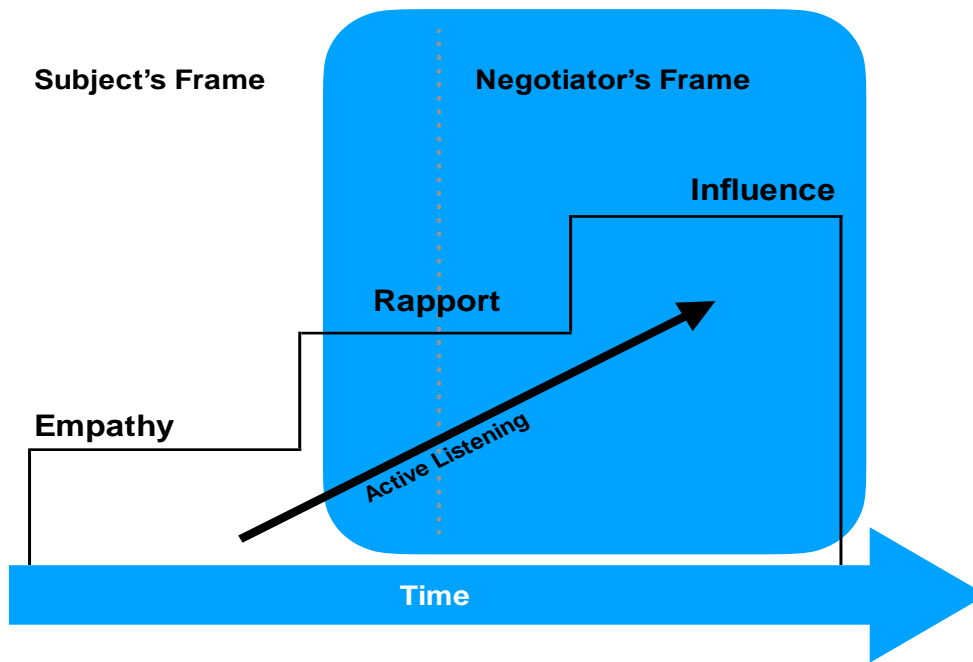 Subject’s Frame
Negotiator’s Frame
Influence
Rapport
Empathy
Active Listening
Time